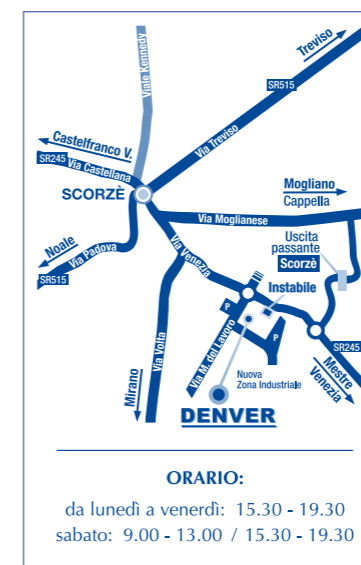 Treviso
SR515
Viale Kennedy
Via Treviso
Castelfranco V.
SR245
Via Castellana
SCORZÈ
Mogliano
Cappella
Via Moglianese
Noale
Via Padova
SR515
Via Venezia
Uscita
passante
Scorzè
Instabile
P
P
Via Volta
Via M. del Lavoro
Mirano
Nuova
Zona Industriale
SR245
Mestre
Venezia
DENVER
ORARIO:
da lunedì a venerdì: 15.30 - 19.30
sabato: 9.00 - 13.00 / 15.30 - 19.30